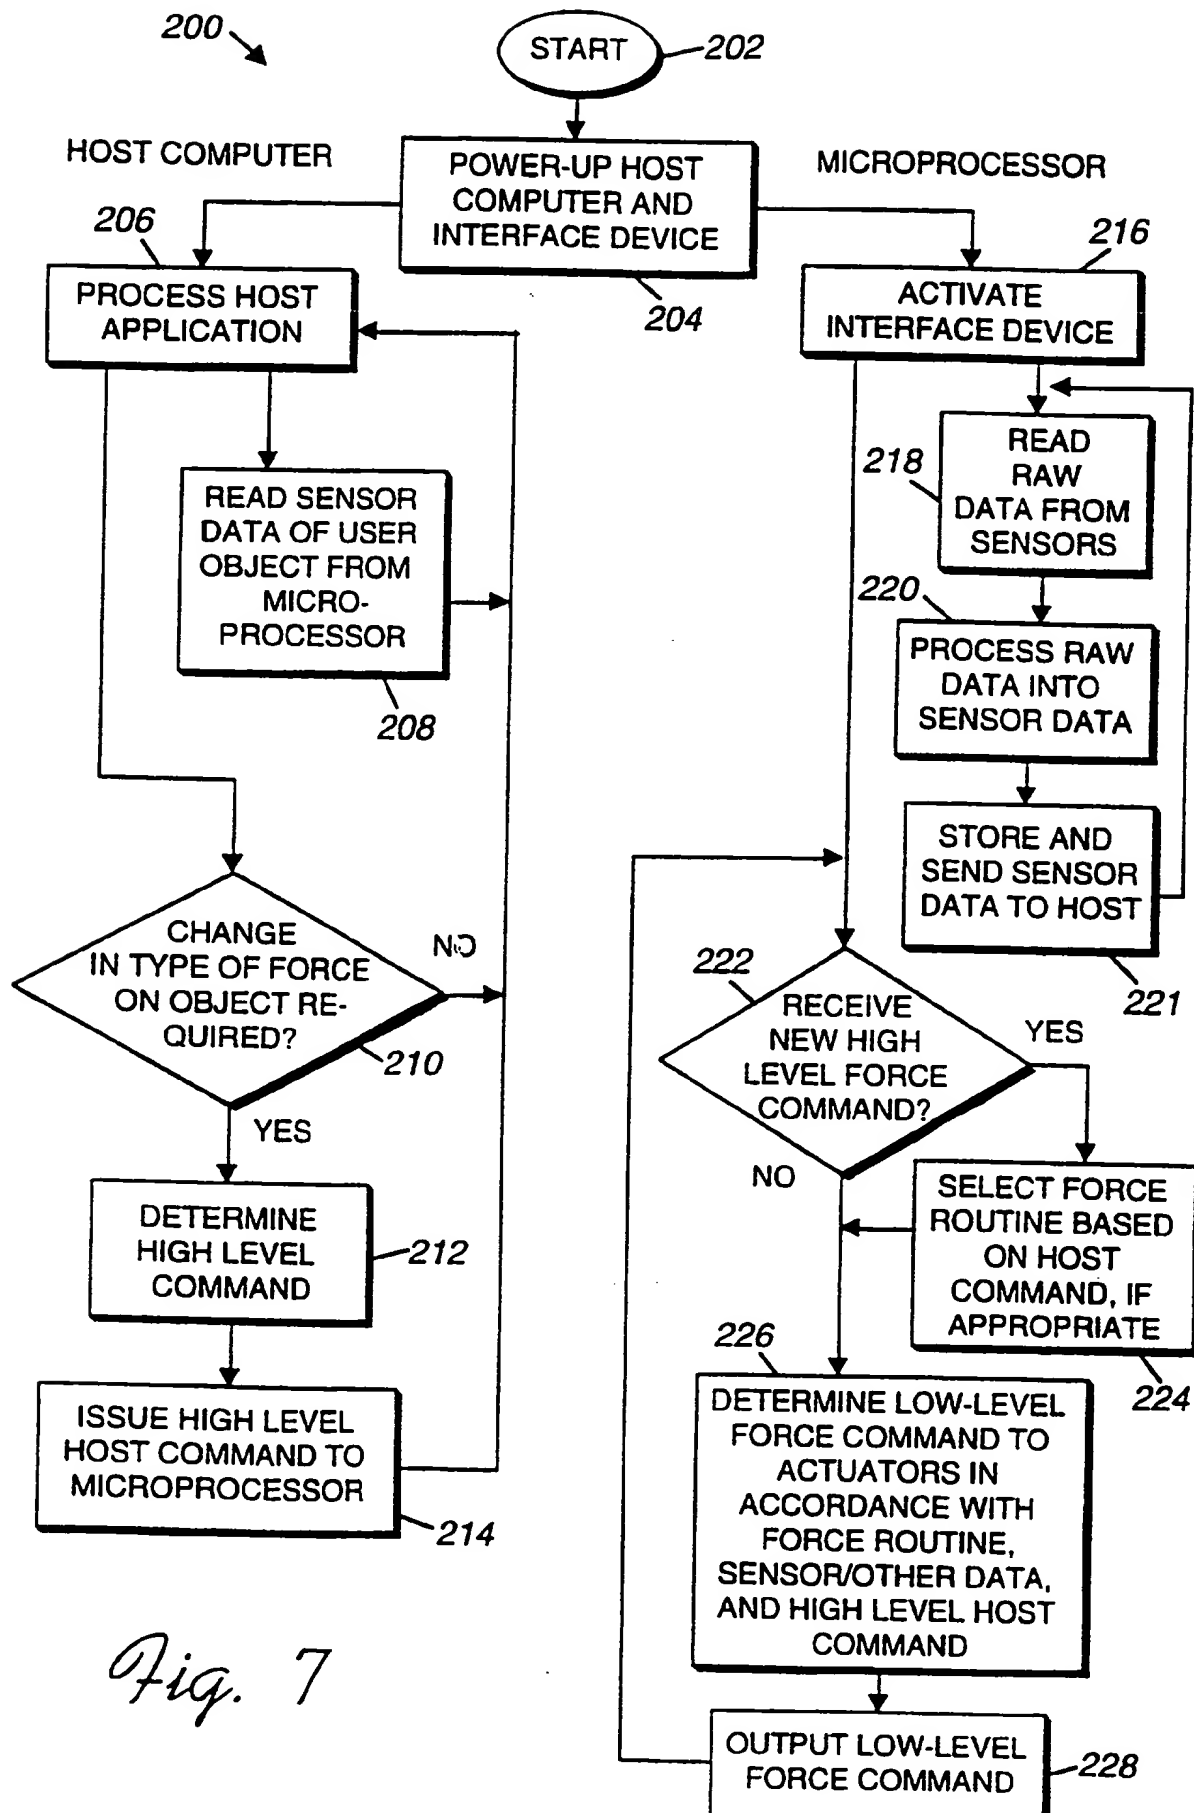 200
START
202
HOST COMPUTER
POWER-UP HOST
COMPUTER AND
INTERFACE DEVICE
204
MICROPROCESSOR
206
PROCESS HOST
APPLICATION
READ SENSOR
DATA OF USER
OBJECT FROM
MICRO-
PROCESSOR
208
CHANGE
IN TYPE OF FORCE
ON OBJECT RE-
QUIRED?
NO
210
YES
DETERMINE
HIGH LEVEL
COMMAND
212
ISSUE HIGH LEVEL
HOST COMMAND TO
MICROPROCESSOR
214
216
ACTIVATE
INTERFACE DEVICE
218
READ
RAW
DATA FROM
SENSORS
220
PROCESS RAW
DATA INTO
SENSOR DATA
STORE AND
SEND SENSOR
DATA TO HOST
221
222
RECEIVE
NEW HIGH
LEVEL FORCE
COMMAND?
YES
NO
SELECT FORCE
ROUTINE BASED
ON HOST
COMMAND, IF
APPROPRIATE
224
226
DETERMINE LOW-LEVEL
FORCE COMMAND TO
ACTUATORS IN
ACCORDANCE WITH
FORCE ROUTINE,
SENSOR/OTHER DATA,
AND HIGH LEVEL HOST
COMMAND
OUTPUT LOW-LEVEL
FORCE COMMAND
228
Fig. 7